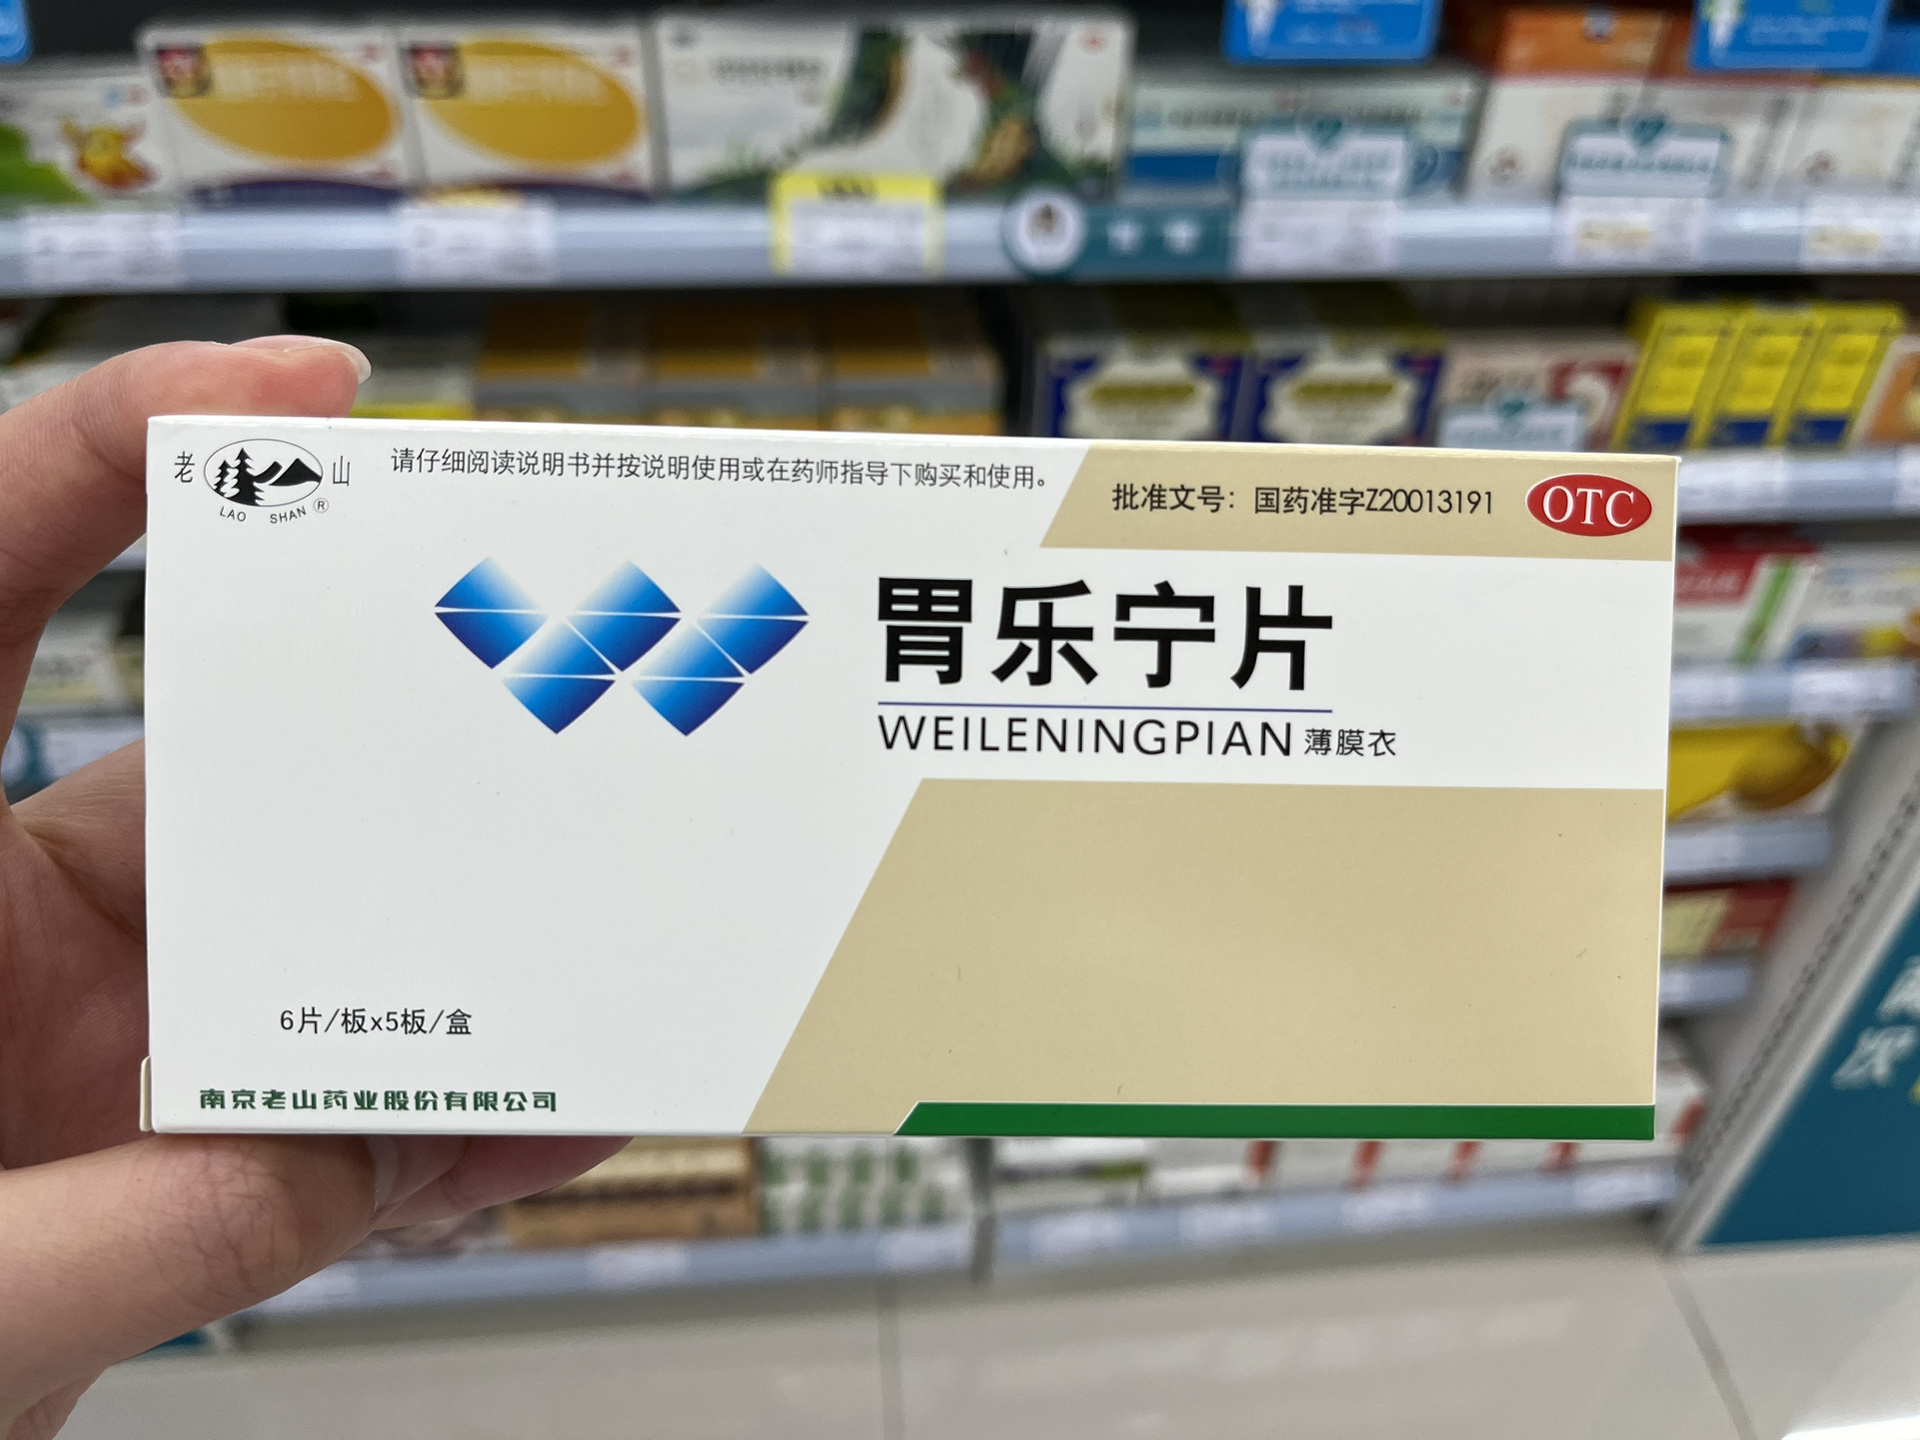 老山
LAO SHAN®
请仔细阅读说明书并按说明使用或在药师指导下购买和使用。
批准文号：国药准字Z20013191
OTC
胃乐宁片
WEILENINGPIAN 薄膜衣
6片/板x5板/盒
南京老山药业股份有限公司